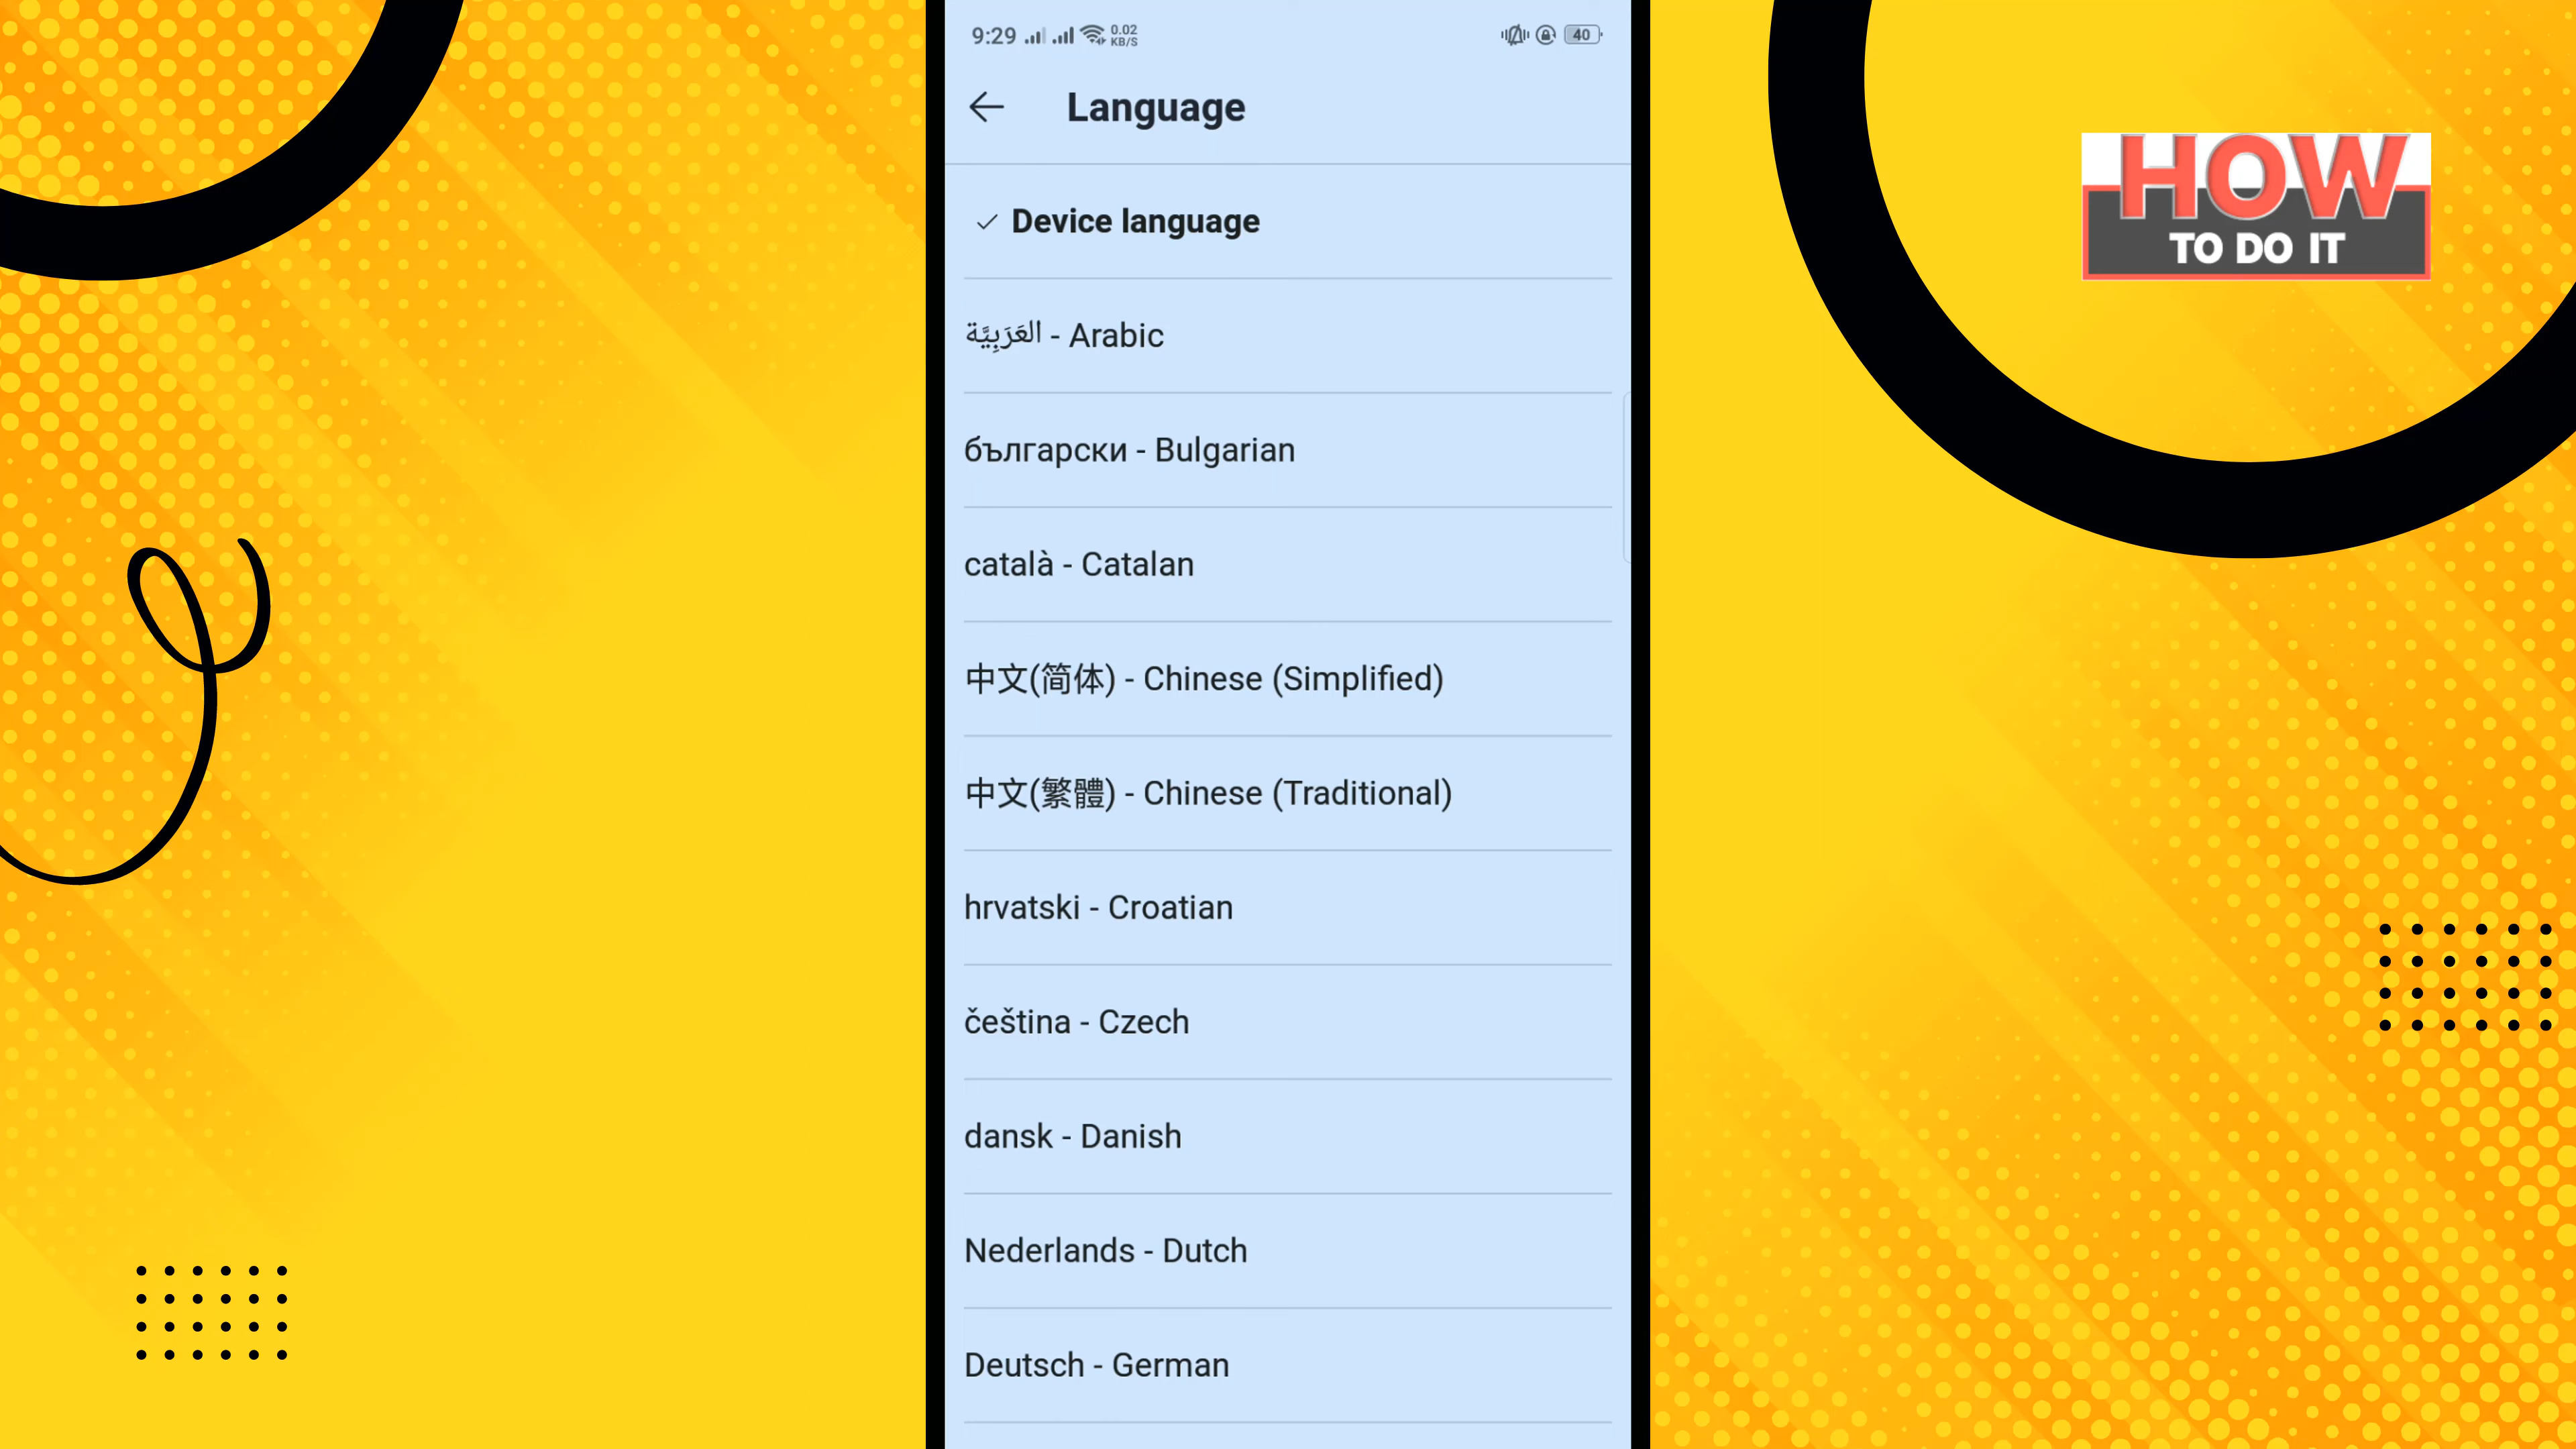 9:29 0.02 KB/S 40
Language
Device language
العَرَبِيَّة - Arabic
български - Bulgarian
català - Catalan
中文(简体) - Chinese (Simplified)
中文(繁體) - Chinese (Traditional)
hrvatski - Croatian
čeština - Czech
dansk - Danish
Nederlands - Dutch
Deutsch - German
HOW
TO DO IT